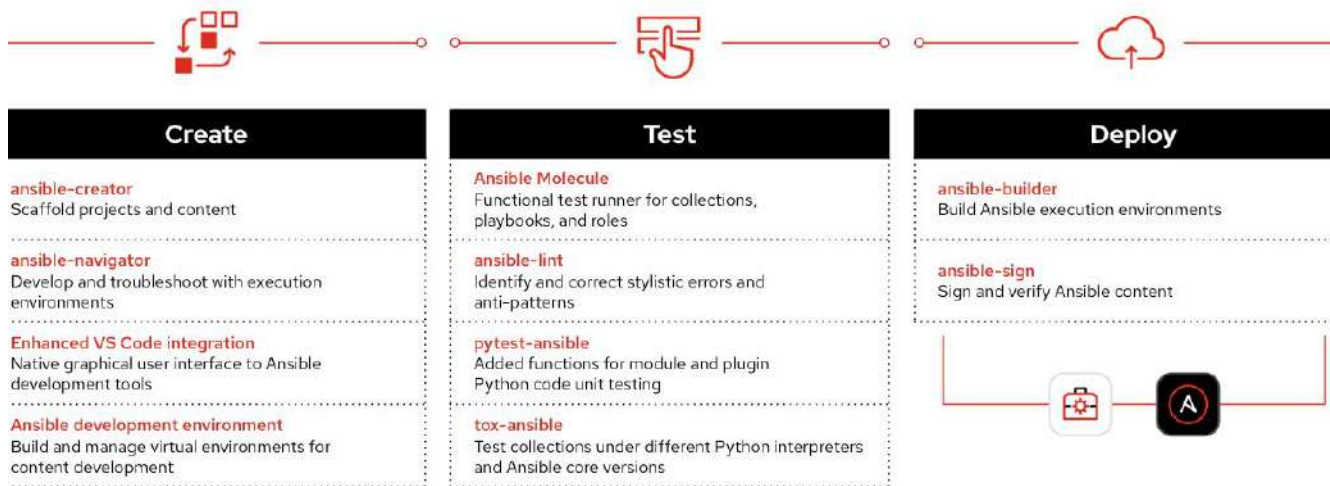 Create
ansible-creator
Scaffold projects and content
ansible-navigator
Develop and troubleshoot with execution
environments
Enhanced VS Code integration
Native graphical user interface to Ansible
development tools
Ansible development environment
Build and manage virtual environments for
content development
Test
Ansible Molecule
Functional test runner for collections,
playbooks, and roles
ansible-lint
Identify and correct stylistic errors and
anti-patterns
pytest-ansible
Added functions for module and plugin
Python code unit testing
tox-ansible
Test collections under different Python interpreters
and Ansible core versions
Deploy
ansible-builder
Build Ansible execution environments
ansible-sign
Sign and verify Ansible content
A